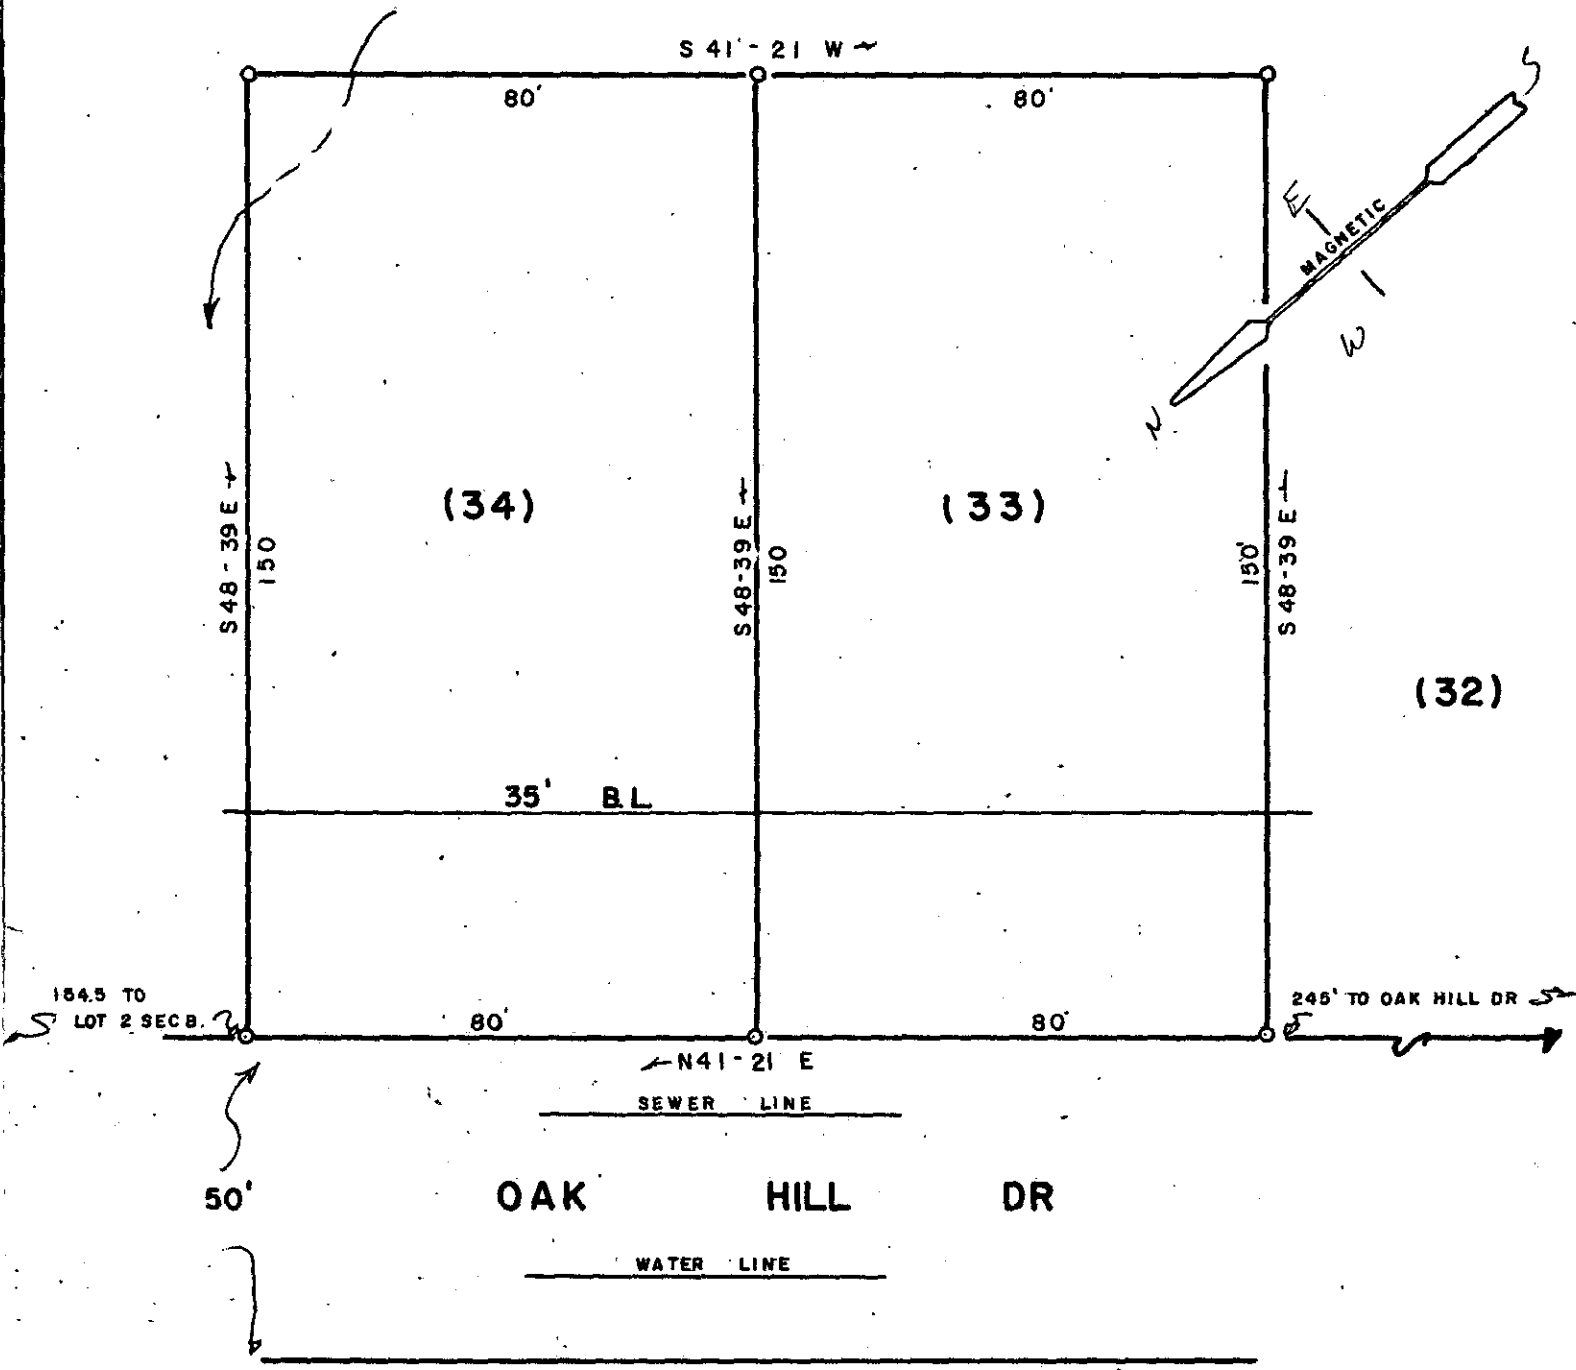 S 41 - 21 W
80'
80'
S
E
MAGNETIC
W
N
S 48 - 39 E
150
(34)
S 48-39 E
150
(33)
150'
S 48-39 E
(32)
35' B.L.
154.5 TO
LOT 2 SEC B.
80'
80'
245' TO OAK HILL DR
N 41 - 21 E
SEWER LINE
50'
OAK HILL DR
WATER LINE